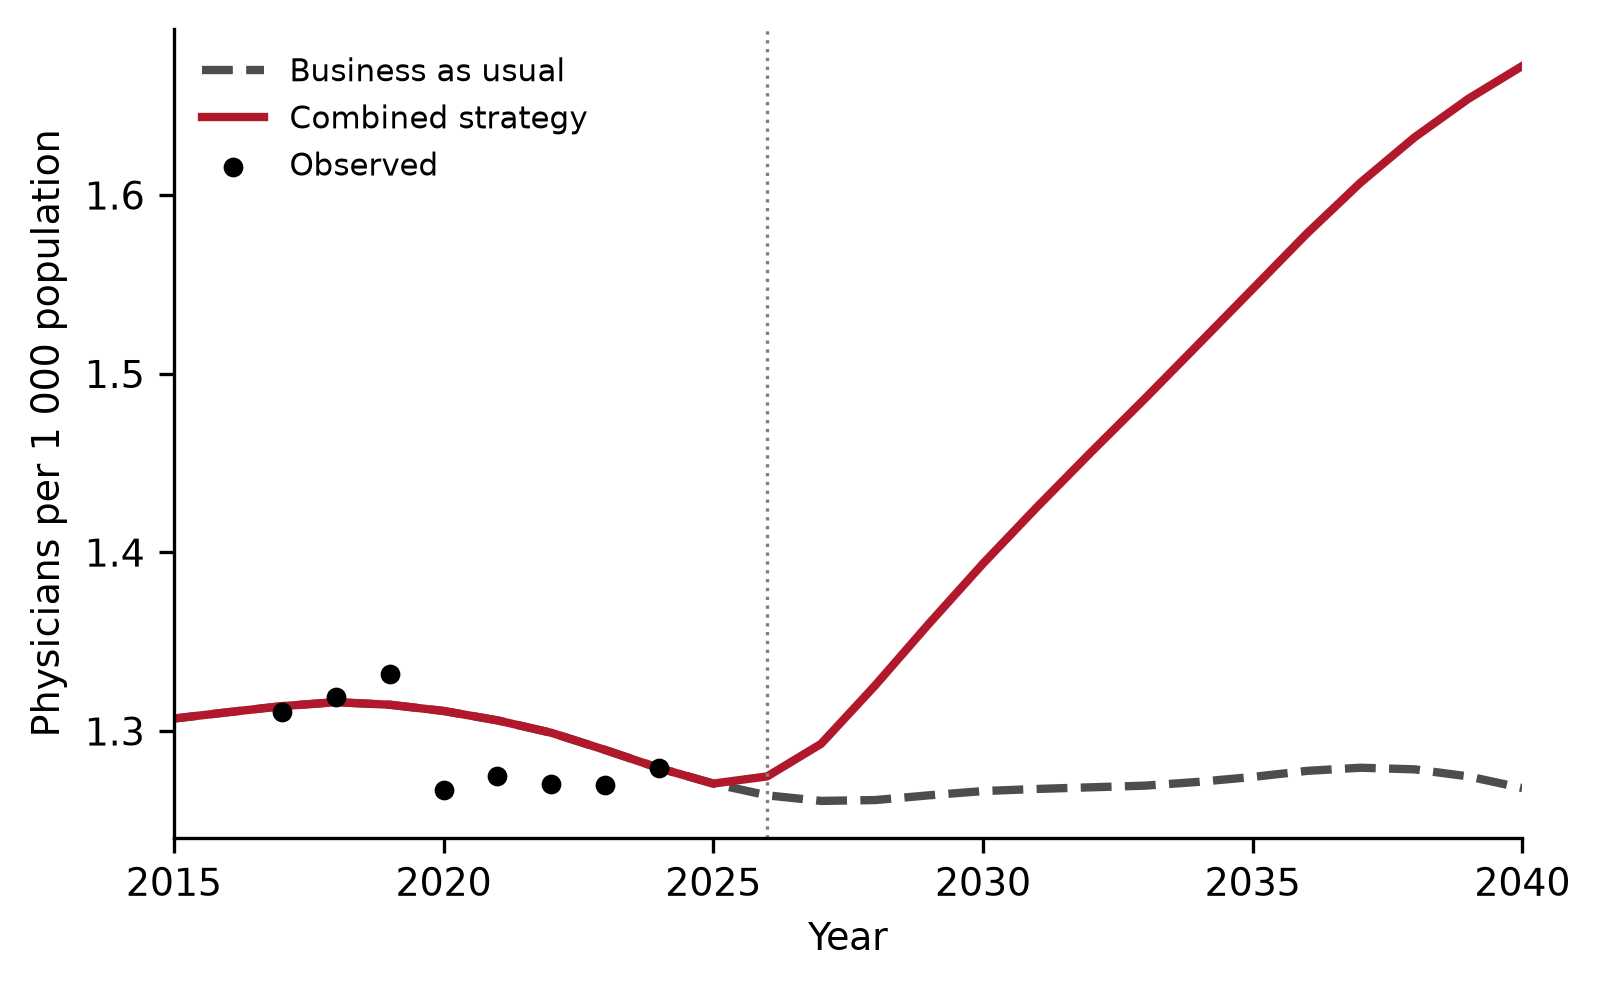 Business as usual
Combined strategy
Observed
Physicians per 1 000 population
1.6
1.5
1.4
1.3
2015 2020 2025 2030 2035 2040
Year